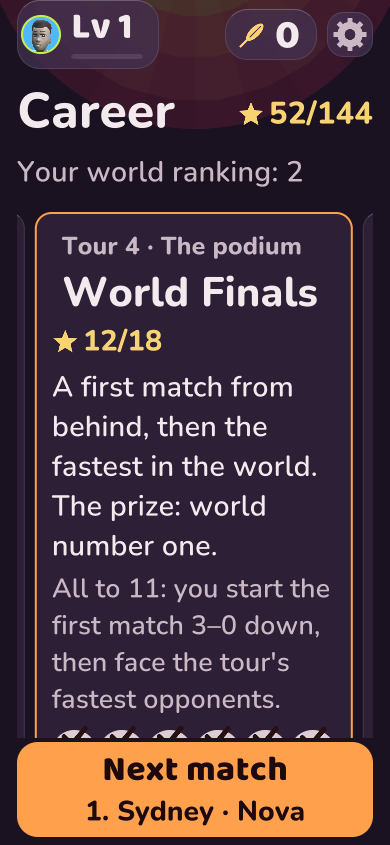 Lv 1
0
Career
52/144
Your world ranking: 2
Tour 4 · The podium
World Finals
12/18
A first match from
behind, then the
fastest in the world.
The prize: world
number one.
All to 11: you start the
first match 3–0 down,
then face the tour's
fastest opponents.
Next match
1. Sydney · Nova